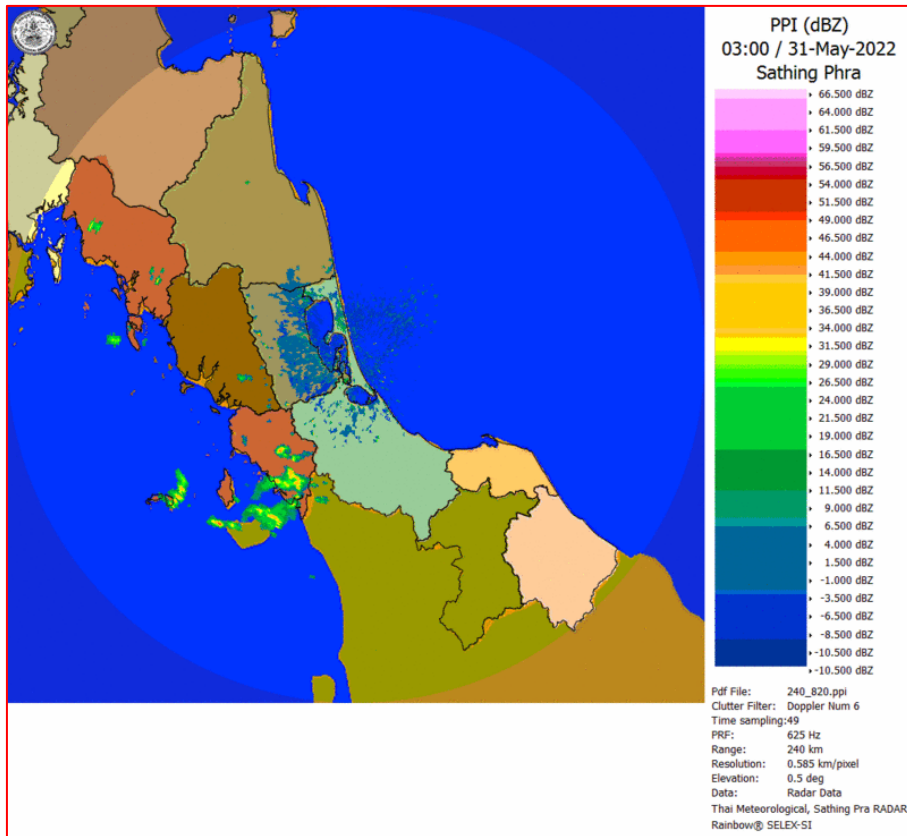 PPI (dBZ)
03:00 / 31-May-2022
Sathing Phra
66.500 dBZ
64.000 dBZ
61.500 dBZ
59.500 dBZ
56.500 dBZ
54.000 dBZ
51.500 dBZ
49.000 dBZ
46.500 dBZ
44.000 dBZ
41.500 dBZ
39.000 dBZ
36.500 dBZ
34.000 dBZ
31.500 dBZ
29.000 dBZ
26.500 dBZ
24.000 dBZ
21.500 dBZ
19.000 dBZ
16.500 dBZ
14.000 dBZ
11.500 dBZ
9.000 dBZ
6.500 dBZ
4.000 dBZ
1.500 dBZ
-1.000 dBZ
-3.500 dBZ
-6.500 dBZ
-8.500 dBZ
-10.500 dBZ
-10.500 dBZ
Pdf File: 240_820.ppi
Clutter Filter: Doppler Num 6
Time sampling:49
PRF: 625 Hz
Range: 240 km
Resolution: 0.585 km/pixel
Elevation: 0.5 deg
Data: Radar Data
Thai Meteorological, Sathing Pra RADAR
Rainbow® SELEX-SI